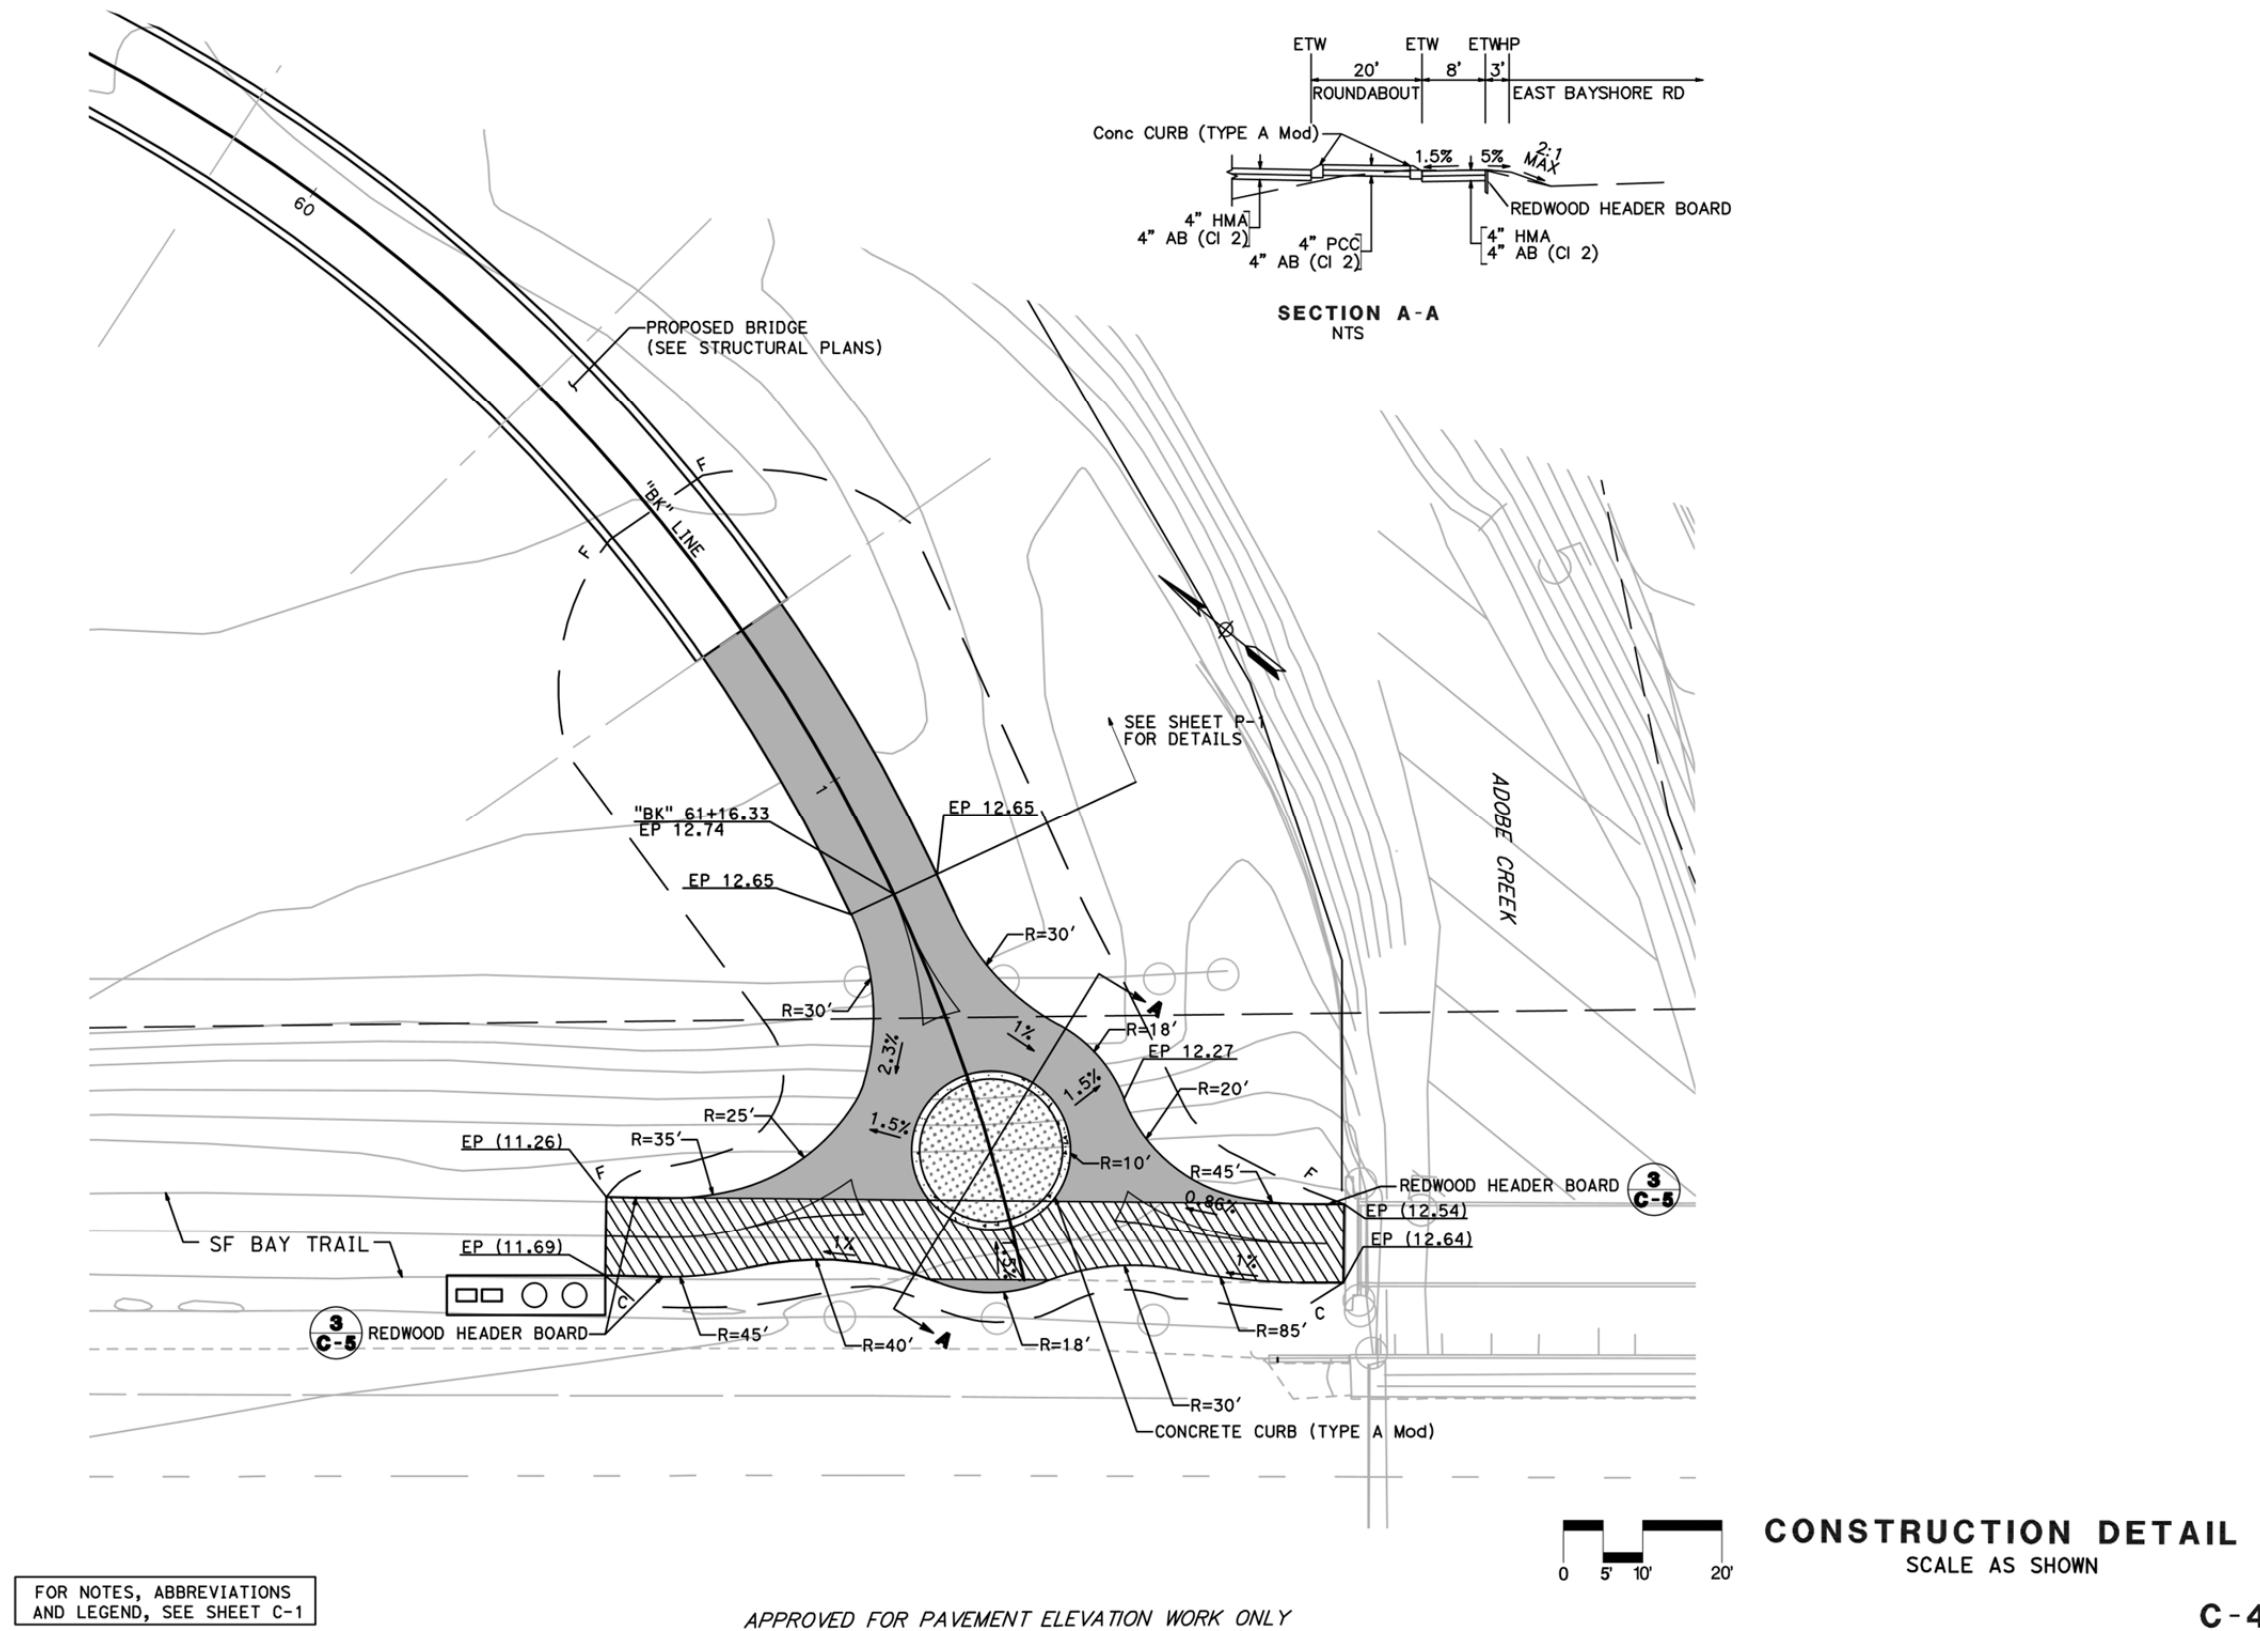 ETW
ETW
ETW
HP
20'
8'
3'
ROUNDABOUT
EAST BAYSHORE RD
Conc CURB (TYPE A Mod)
1.5%
5%
2:1
MAX
REDWOOD HEADER BOARD
4" HMA
4" AB (Cl 2)
4" PCC
4" AB (Cl 2)
4" HMA
4" AB (Cl 2)
SECTION A-A
NTS
60
PROPOSED BRIDGE
(SEE STRUCTURAL PLANS)
F
"BK" LINE
F
SEE SHEET P-1
FOR DETAILS
ADOBE CREEK
1
"BK" 61+16.33
EP 12.74
EP 12.65
EP 12.65
R=30'
R=30'
A
1%
R=18'
2.3%
EP 12.27
1.5%
R=20'
R=25'
1.5%
R=35'
EP (11.26)
F
R=10'
R=45'
F
REDWOOD HEADER BOARD
3
C-5
0.86%
EP (12.54)
SF BAY TRAIL
EP (11.69)
1%
1.5%
1%
EP (12.64)
C
C
3
C-5
REDWOOD HEADER BOARD
R=45'
R=40'
A
R=18'
R=85'
R=30'
CONCRETE CURB (TYPE A Mod)
0
5'
10'
20'
CONSTRUCTION DETAIL
SCALE AS SHOWN
FOR NOTES, ABBREVIATIONS
AND LEGEND, SEE SHEET C-1
APPROVED FOR PAVEMENT ELEVATION WORK ONLY
C-4